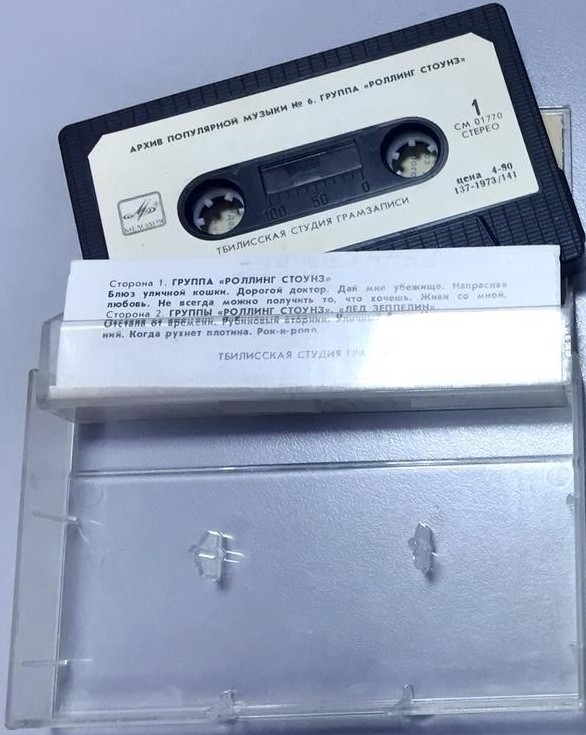 АРХИВ ПОПУЛЯРНОЙ МУЗЫКИ № 6. ГРУППА «РОЛЛИНГ СТОУНЗ»
1
СМ 01770
СТЕРЕО
100 50 0
МЕЛОДИЯ
цена 4-90
137-1973/141
ТБИЛИССКАЯ СТУДИЯ ГРАМЗАПИСИ
Сторона 1. ГРУППА «РОЛЛИНГ СТОУНЗ»
Блюз уличной кошки. Дорогой доктор. Дай мне убежище. Напрасная
любовь. Не всегда можно получить то, что хочешь. Живи со мной.
Сторона 2. ГРУППЫ «РОЛЛИНГ СТОУНЗ», «ЛЕД ЗЕППЕЛИН»
Отстала от времени. Рубиновый вторник.
ний. Когда рухнет плотина. Рок-н-ролл.
ТБИЛИССКАЯ СТУДИЯ ГРА